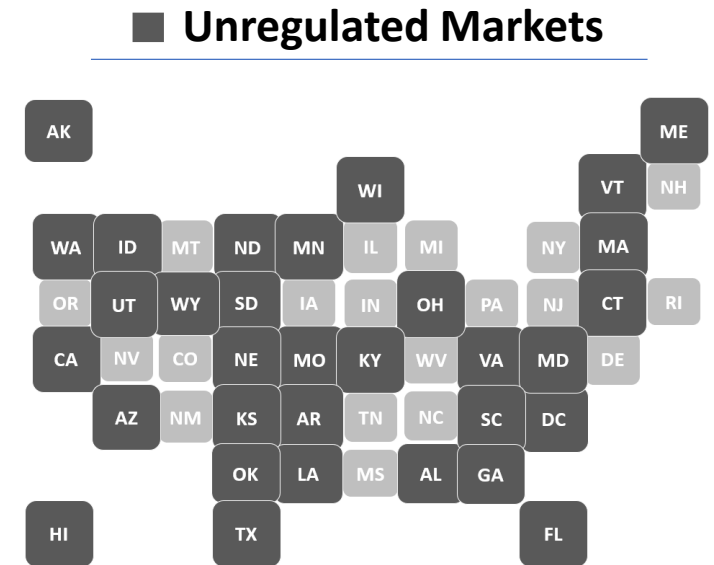 Unregulated Markets
AK ME
WI VT NH
WA ID MT ND MN IL MI NY MA
OR UT WY SD IA IN OH PA NJ CT RI
CA NV CO NE MO KY WV VA MD DE
AZ NM KS AR TN NC SC DC
OK LA MS AL GA
HI TX FL